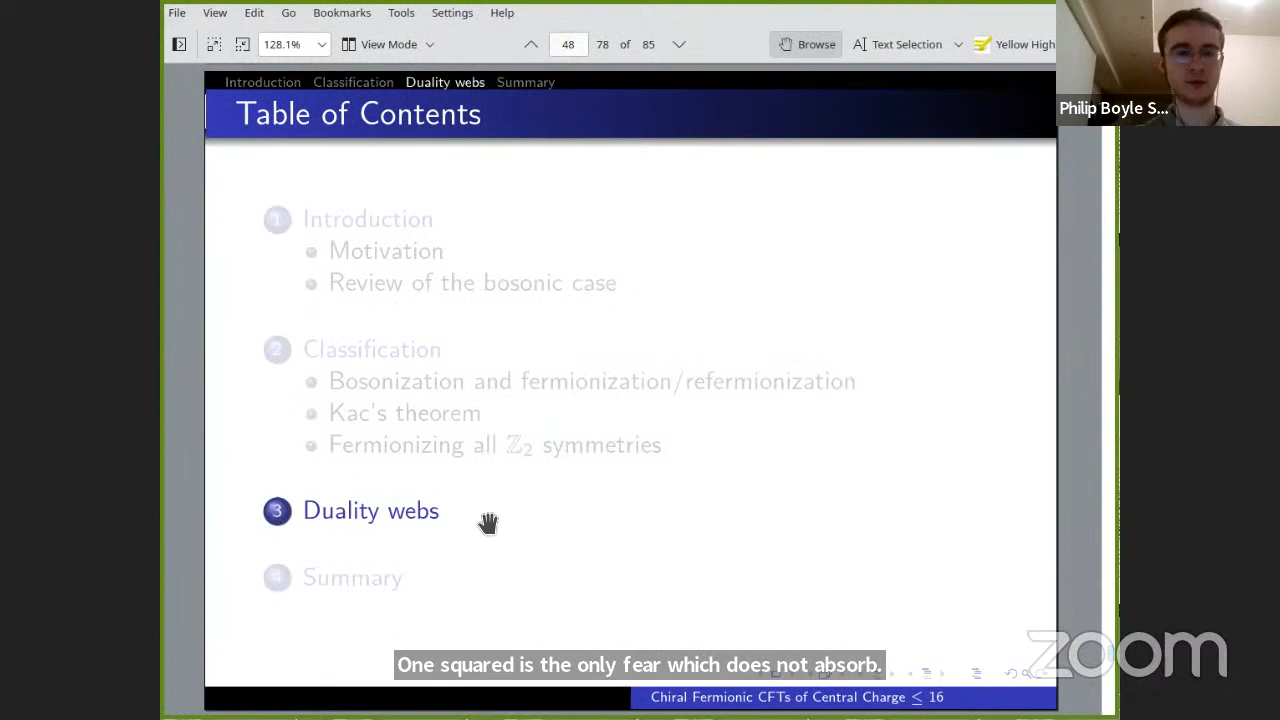 File View Edit Go Bookmarks Tools Settings Help
128.1% View Mode 48 78 of 85 Browse Text Selection Yellow High
Introduction Classification Duality webs Summary
Table of Contents
Philip Boyle S...
1 Introduction
Motivation
Review of the bosonic case
2 Classification
Bosonization and fermionization/refermionization
Kac's theorem
Fermionizing all ℤ₂ symmetries
3 Duality webs
4 Summary
One squared is the only fear which does not absorb.
zoom
Chiral Fermionic CFTs of Central Charge ≤ 16